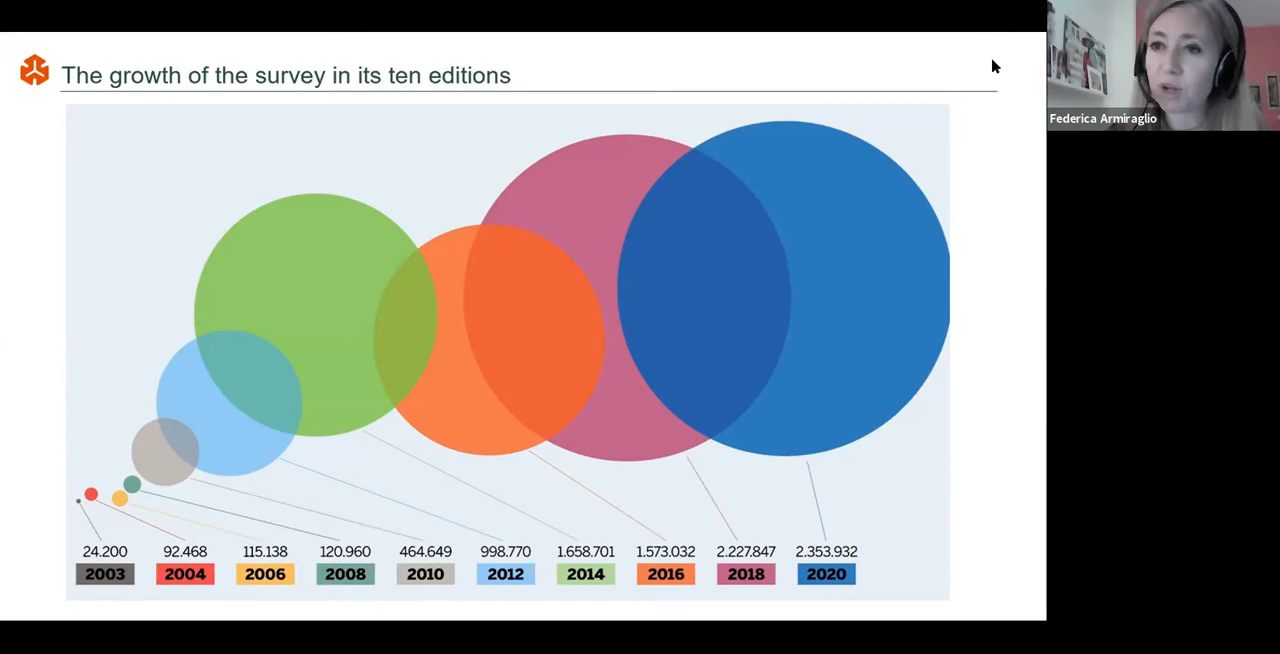 The growth of the survey in its ten editions
Federica Armiraglio
24.200 92.468 115.138 120.960 464.649 998.770 1.658.701 1.573.032 2.227.847 2.353.932
2003 2004 2006 2008 2010 2012 2014 2016 2018 2020